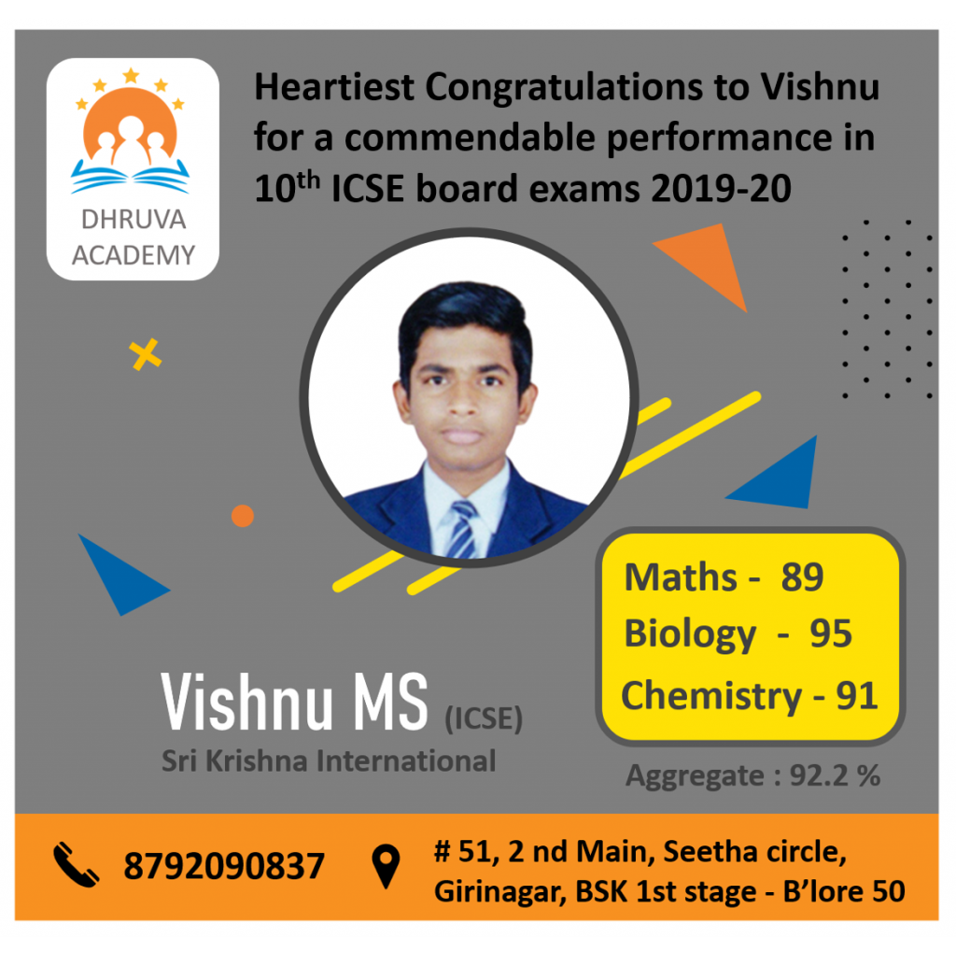 DHRUVA
ACADEMY
Heartiest Congratulations to Vishnu
for a commendable performance in
10th ICSE board exams 2019-20
Maths - 89
Biology - 95
Chemistry - 91
Vishnu MS (ICSE)
Sri Krishna International
Aggregate : 92.2 %
8792090837
# 51, 2 nd Main, Seetha circle,
Girinagar, BSK 1st stage - B’lore 50